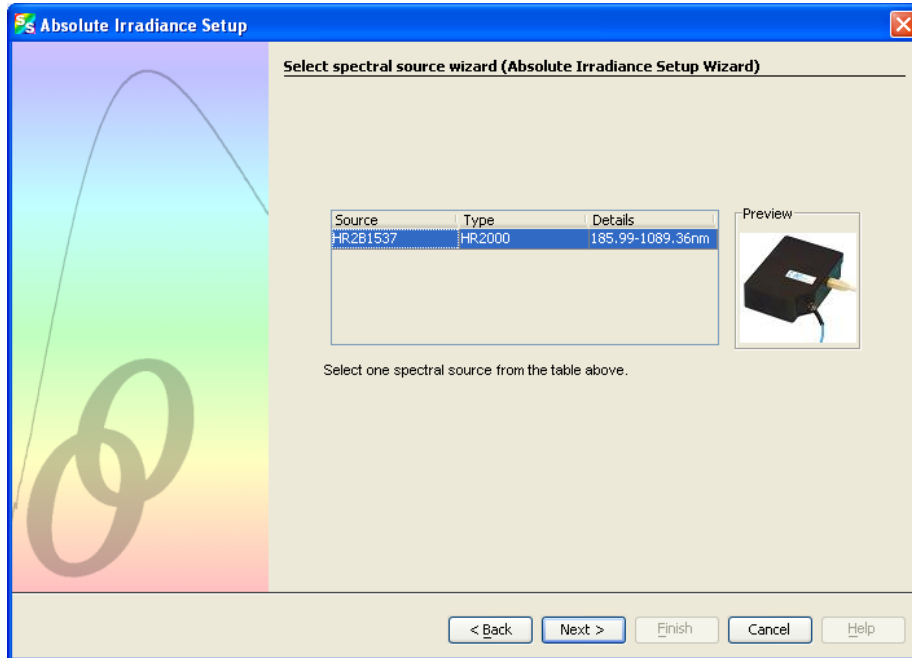 Absolute Irradiance Setup
Select spectral source wizard (Absolute Irradiance Setup Wizard)
Source Type Details
HR2B1537 HR2000 185.99-1089.36nm
Preview
Select one spectral source from the table above.
< Back Next > Finish Cancel Help